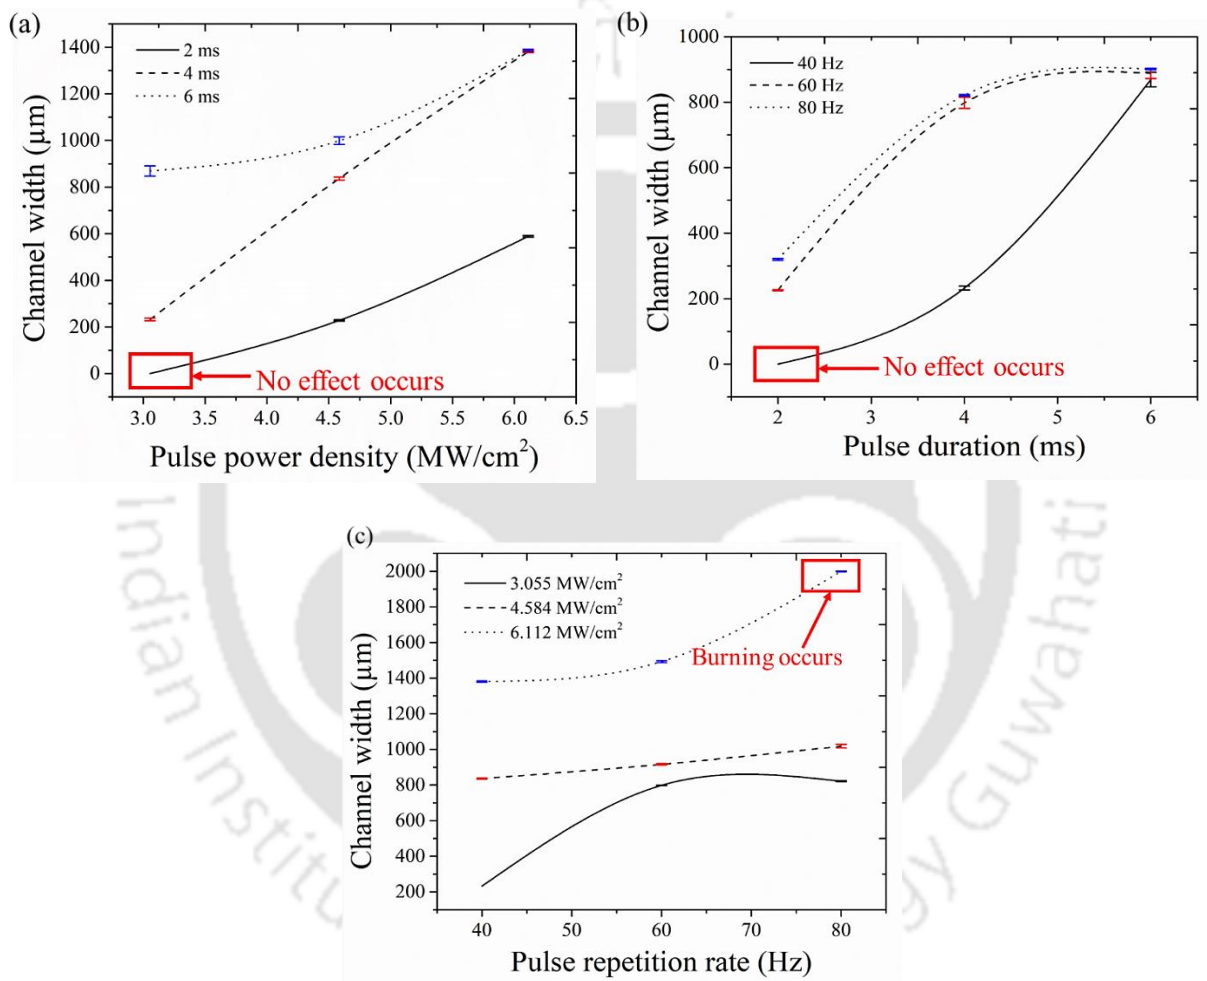 (a)
2 ms
4 ms
6 ms
1400
1200
1000
800
600
400
200
0
Channel width (µm)
No effect occurs
3.0 3.5 4.0 4.5 5.0 5.5 6.0 6.5
Pulse power density (MW/cm²)
(b)
40 Hz
60 Hz
80 Hz
1000
800
600
400
200
0
Channel width (µm)
No effect occurs
2 3 4 5 6
Pulse duration (ms)
(c)
3.055 MW/cm²
4.584 MW/cm²
6.112 MW/cm²
2000
1800
1600
1400
1200
1000
800
600
400
200
Channel width (µm)
Burning occurs
40 50 60 70 80
Pulse repetition rate (Hz)
Indian Institu
gy Guwahati